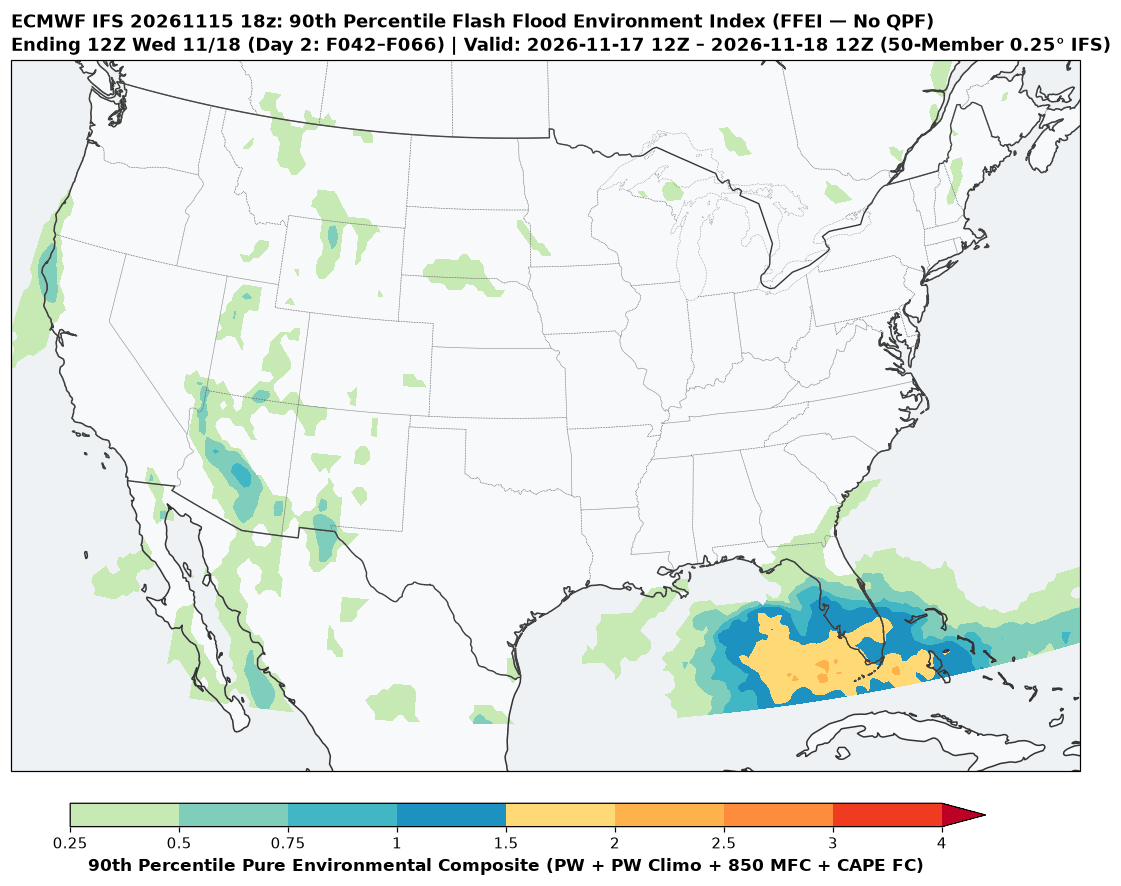 ECMWF IFS 20261115 18z: 90th Percentile Flash Flood Environment Index (FFEI — No QPF)
Ending 12Z Wed 11/18 (Day 2: F042–F066) | Valid: 2026-11-17 12Z – 2026-11-18 12Z (50-Member 0.25° IFS)
0.25 0.5 0.75 1 1.5 2 2.5 3 4
90th Percentile Pure Environmental Composite (PW + PW Climo + 850 MFC + CAPE FC)